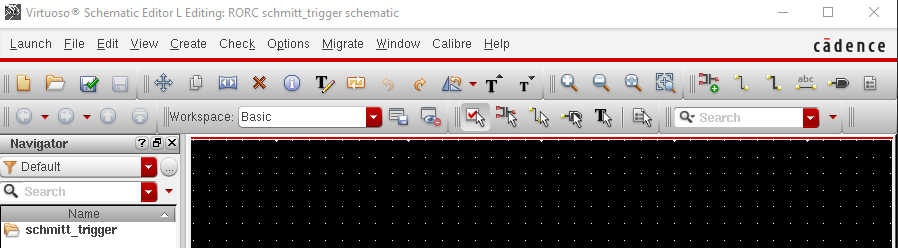 Virtuoso® Schematic Editor L Editing: RORC schmitt_trigger schematic
Launch File Edit View Create Check Options Migrate Window Calibre Help cādence
T T T
abc
Workspace: Basic T Search
Navigator ?
Default ...
Search
Name
schmitt_trigger